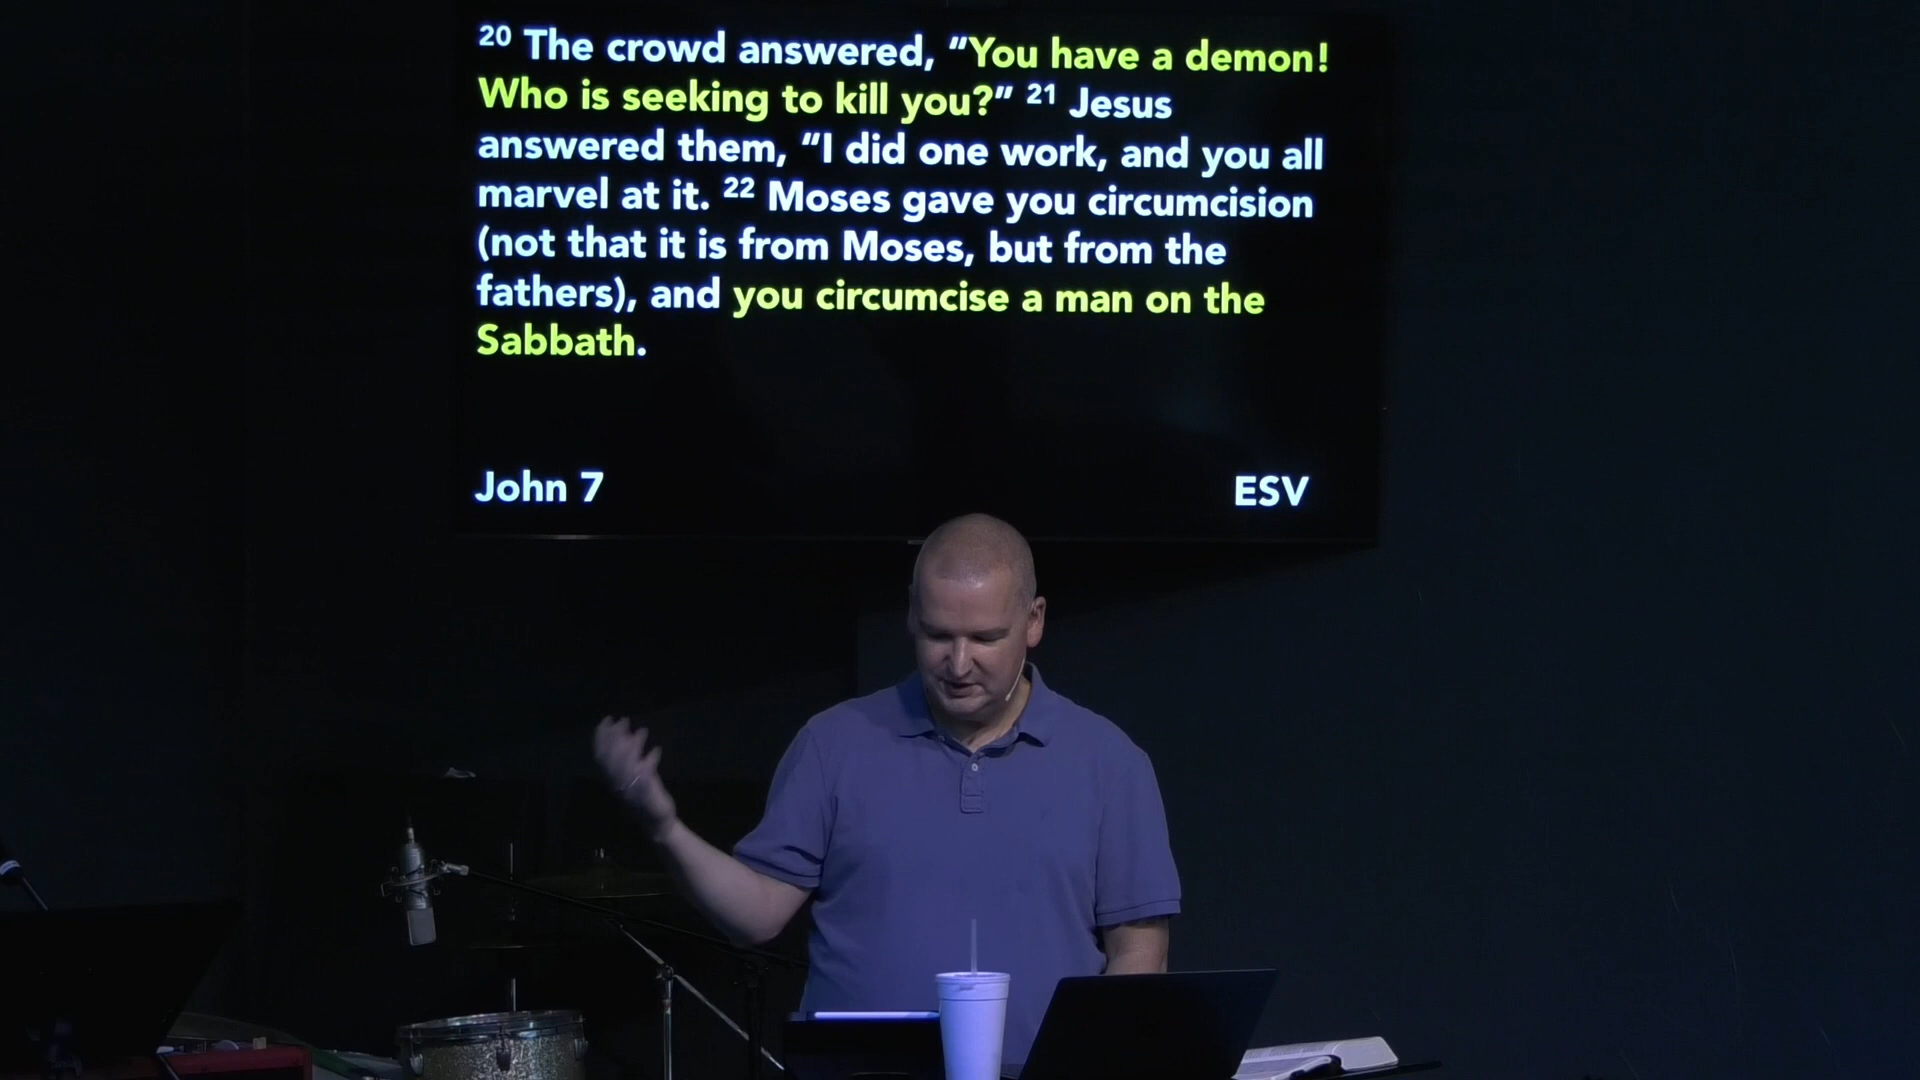 20 The crowd answered, “You have a demon!
Who is seeking to kill you?” 21 Jesus
answered them, “I did one work, and you all
marvel at it. 22 Moses gave you circumcision
(not that it is from Moses, but from the
fathers), and you circumcise a man on the
Sabbath.
John 7
ESV